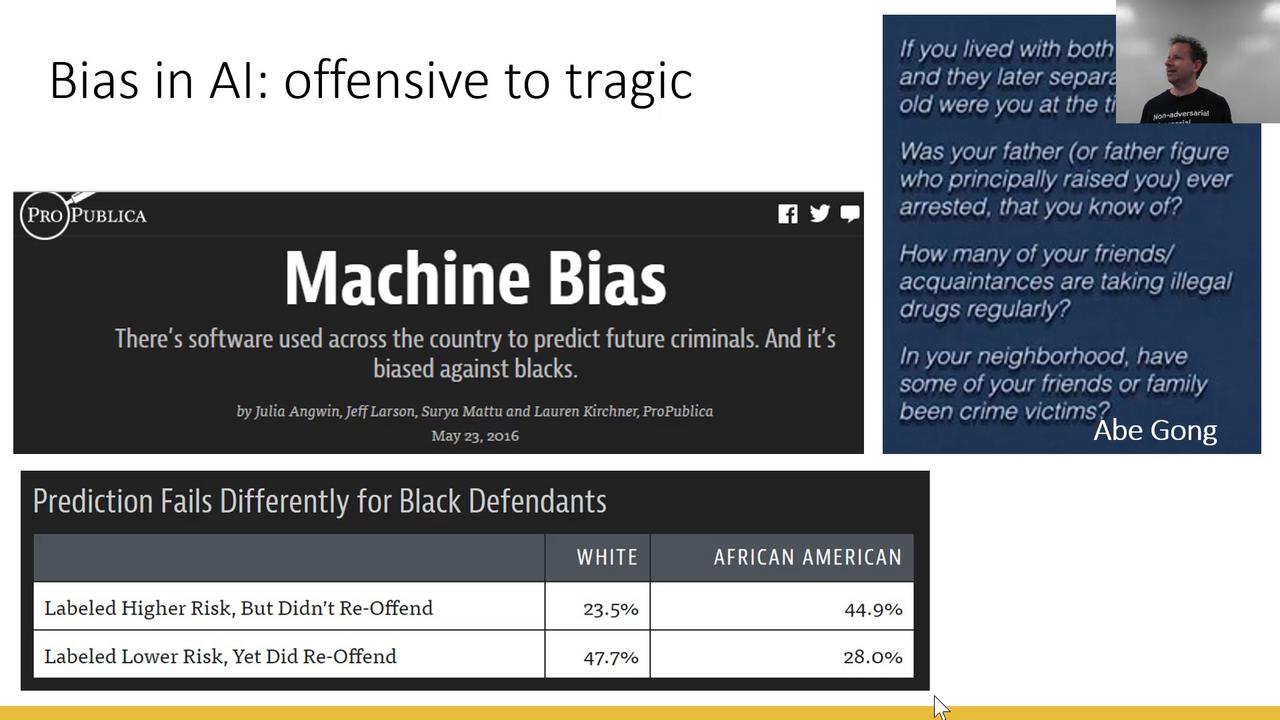 Bias in AI: offensive to tragic
PROPUBLICA
Machine Bias
There's software used across the country to predict future criminals. And it's
biased against blacks.
by Julia Angwin, Jeff Larson, Surya Mattu and Lauren Kirchner, ProPublica
May 23, 2016
If you lived with both
and they later separa
old were you at the ti
Was your father (or father figure
who principally raised you) ever
arrested, that you know of?
How many of your friends/
acquaintances are taking illegal
drugs regularly?
In your neighborhood, have
some of your friends or family
been crime victims?
Abe Gong
Non-adversarial
Prediction Fails Differently for Black Defendants
WHITE AFRICAN AMERICAN
Labeled Higher Risk, But Didn't Re-Offend 23.5% 44.9%
Labeled Lower Risk, Yet Did Re-Offend 47.7% 28.0%